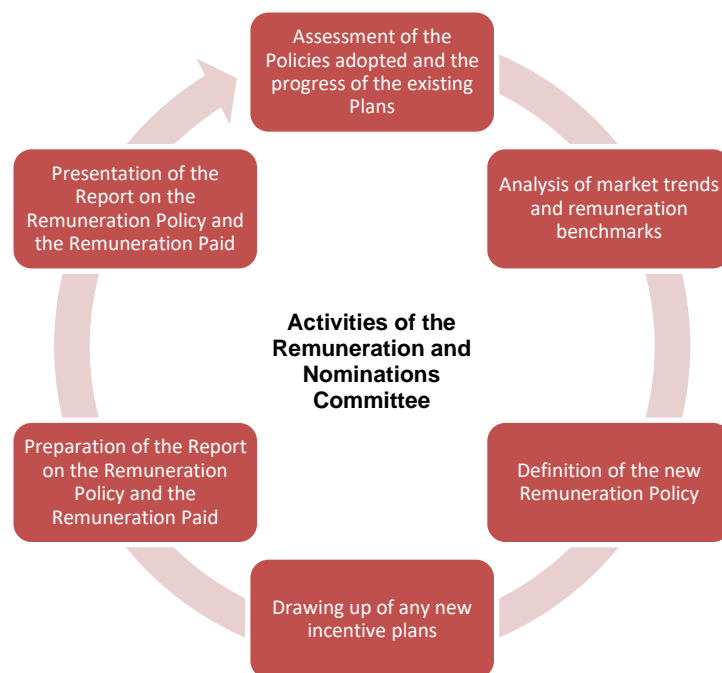 Assessment of the
Policies adopted and the
progress of the existing
Plans
Analysis of market trends
and remuneration
benchmarks
Definition of the new
Remuneration Policy
Drawing up of any new
incentive plans
Preparation of the Report
on the Remuneration
Policy and the
Remuneration Paid
Presentation of the
Report on the
Remuneration Policy and
the Remuneration Paid
Activities of the
Remuneration and
Nominations
Committee